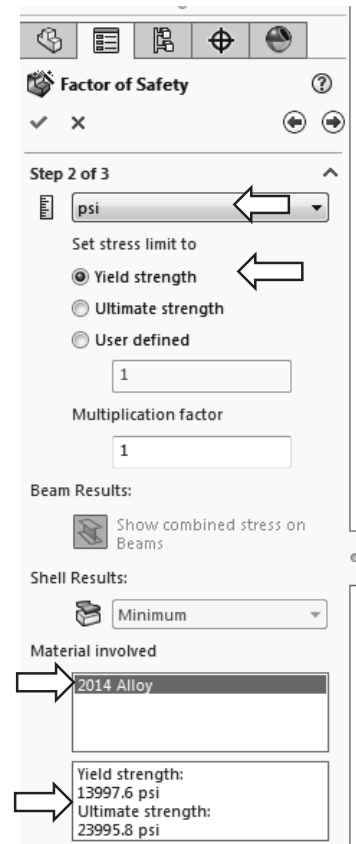 Factor of Safety
Step 2 of 3
psi
Set stress limit to
Yield strength
Ultimate strength
User defined
1
Multiplication factor
1
Beam Results:
Show combined stress on
Beams
Shell Results:
Minimum
Material involved
2014 Alloy
Yield strength:
13997.6 psi
Ultimate strength:
23995.8 psi